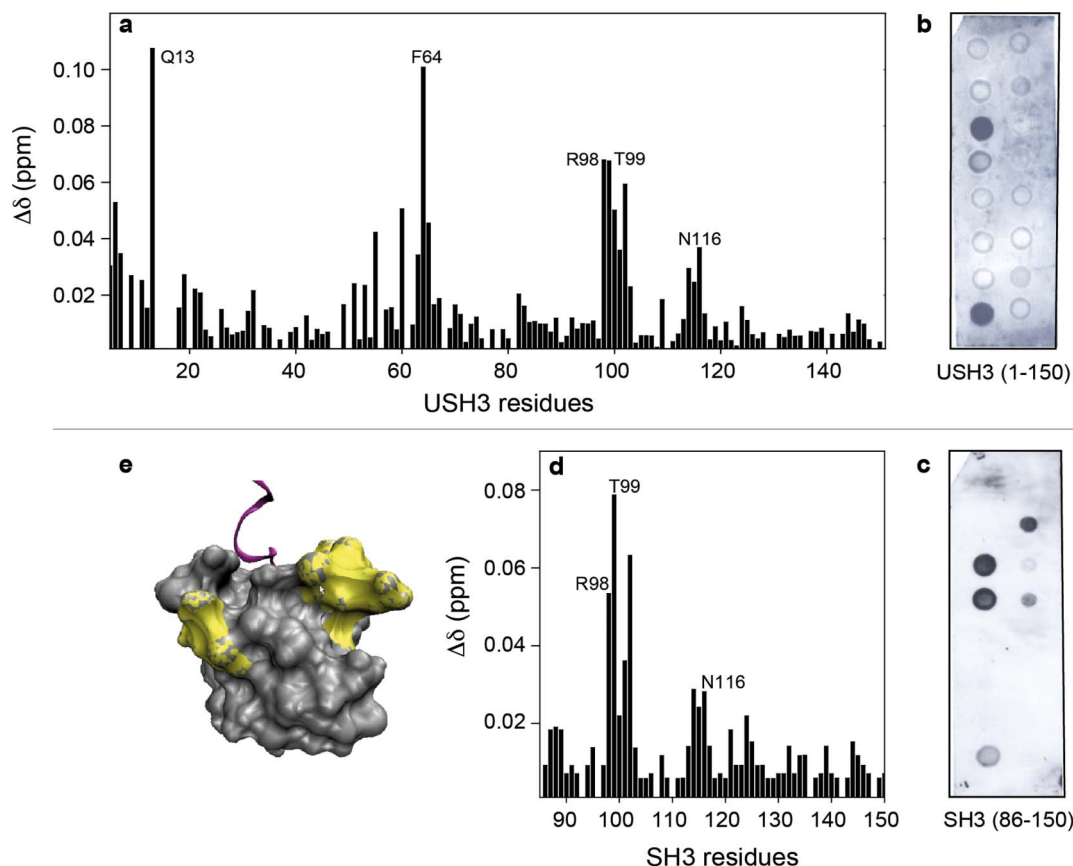 a
Q13
F64
R98
T99
N116
0.10
0.08
0.06
0.04
0.02
Δδ (ppm)
20 40 60 80 100 120 140
USH3 residues
b
USH3 (1-150)
e
d
T99
R98
N116
0.08
0.06
0.04
0.02
Δδ (ppm)
90 100 110 120 130 140 150
SH3 residues
c
SH3 (86-150)